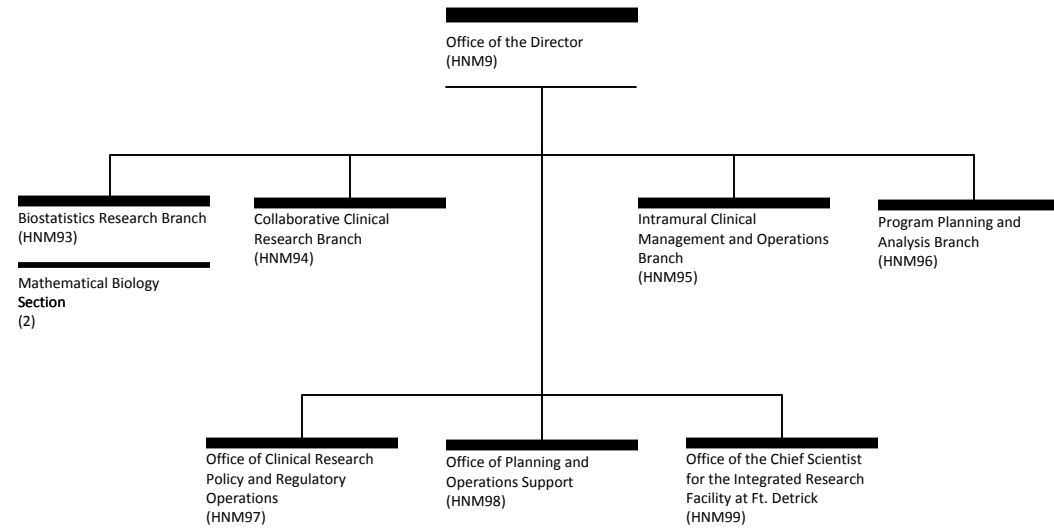 Office of the Director
(HNM9)
Biostatistics Research Branch
(HNM93)
Mathematical Biology
Section
(2)
Collaborative Clinical
Research Branch
(HNM94)
Intramural Clinical
Management and Operations
Branch
(HNM95)
Program Planning and
Analysis Branch
(HNM96)
Office of Clinical Research
Policy and Regulatory
Operations
(HNM97)
Office of Planning and
Operations Support
(HNM98)
Office of the Chief Scientist
for the Integrated Research
Facility at Ft. Detrick
(HNM99)